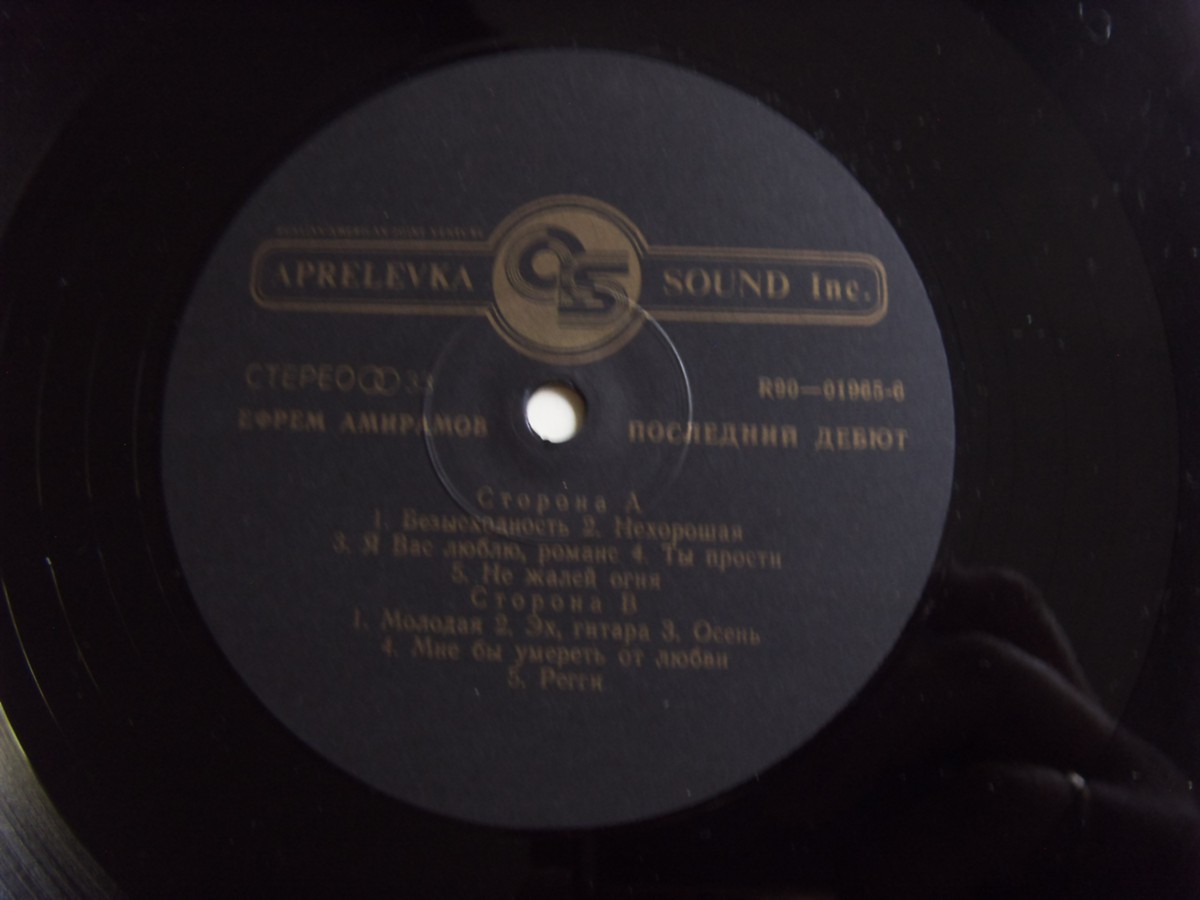 APRELEVKA SOUND Inc.
СТЕРЕО 33 R90—01965-6
ЕФРЕМ АМИРАМОВ ПОСЛЕДНИЙ ДЕБЮТ
Сторона А
1. Безысходность 2. Нехорошая
3. Я Вас люблю, романс 4. Ты прости
5. Не жалей огня
Сторона В
1. Молодая 2. Эх, гитара 3. Осень
4. Мне бы умереть от любви
5. Регги